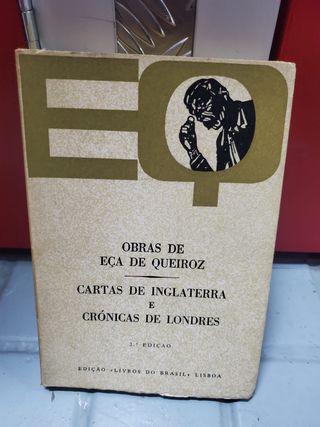 EQ
OBRAS DE
EÇA DE QUEIROZ
CARTAS DE INGLATERRA
E
CRÓNICAS DE LONDRES
2.ª EDIÇÃO
EDIÇÃO «LIVROS DO BRASIL» LISBOA